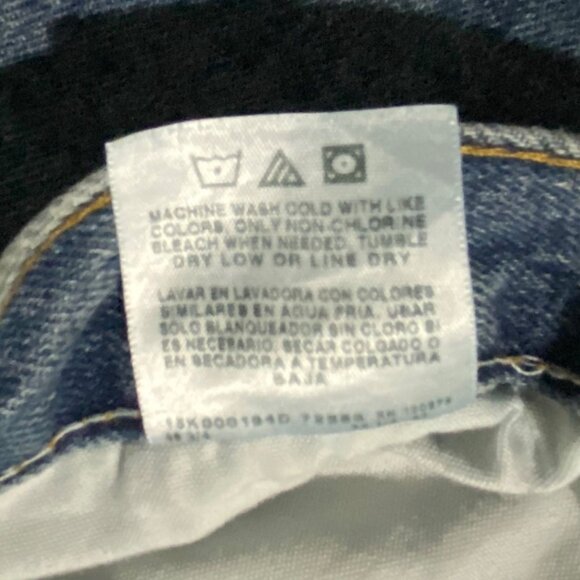 MACHINE WASH COLD WITH LIKE
COLORS, ONLY NON-CHLORINE
BLEACH WHEN NEEDED, TUMBLE
DRY LOW OR LINE DRY
LAVAR EN LAVADORA CON COLORES
SIMILARES EN AGUA FRIA. USAR
SOLO BLANQUEADOR SIN CLORO SI
ES NECESARIO. SECAR COLGADO O
EN SECADORA A TEMPERATURA
BAJA